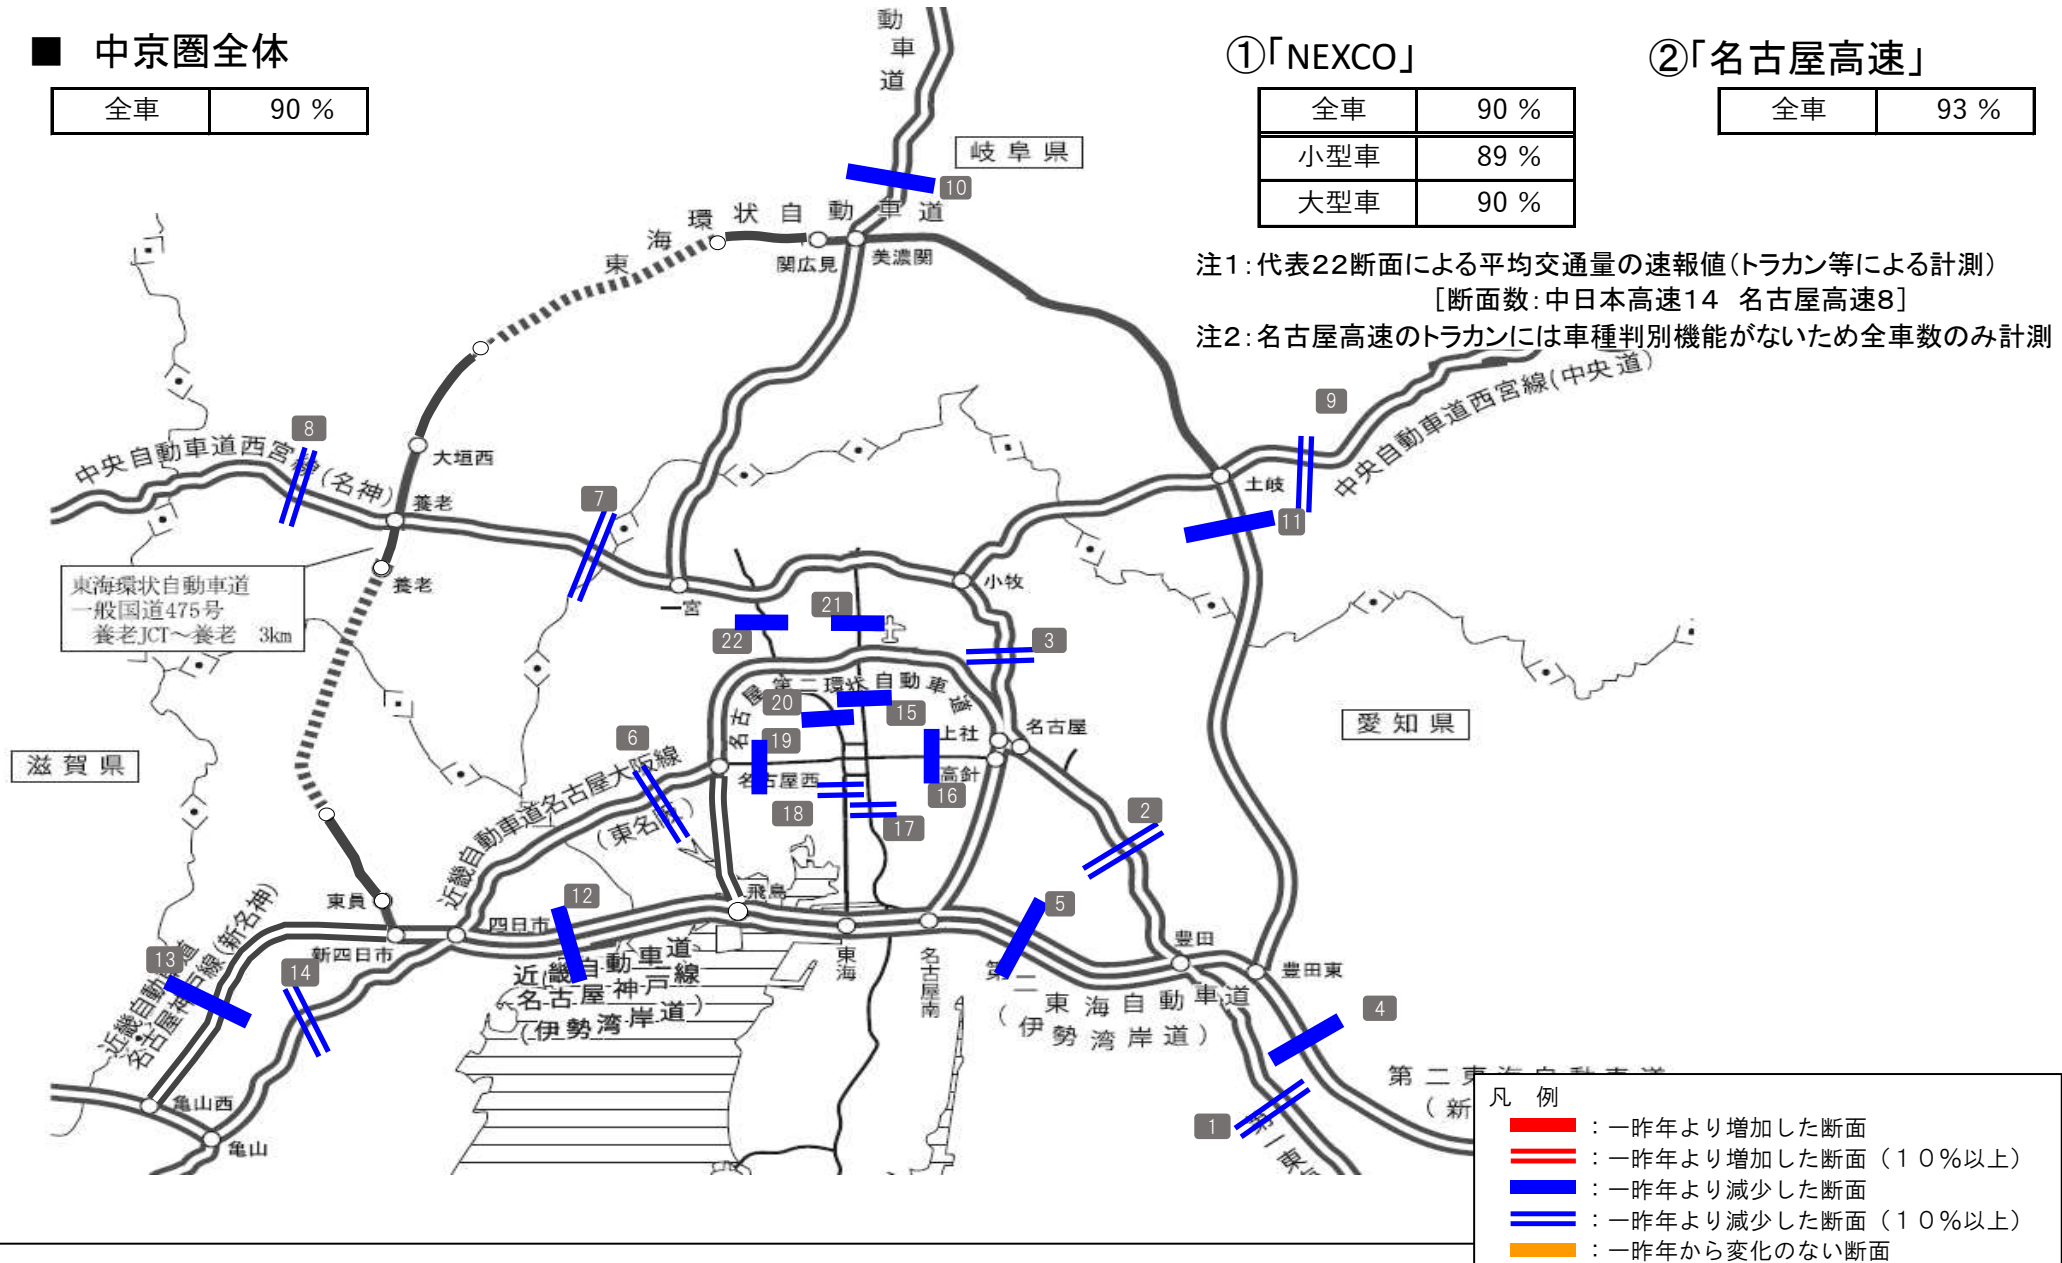 ■ 中京圏全体
全車 90 %
①「NEXCO」
全車 90 %
小型車 89 %
大型車 90 %
②「名古屋高速」
全車 93 %
注1：代表22断面による平均交通量の速報値（トラカン等による計測）
［断面数：中日本高速14 名古屋高速8］
注2：名古屋高速のトラカンには車種判別機能がないため全車数のみ計測
動車道
岐阜県
10
東海環状自動車道
関広見
美濃関
9
中央自動車道西宮線(中央道)
8
中央自動車道西宮線(名神)
大垣西
養老
7
土岐
11
養老
東海環状自動車道
一般国道475号
養老JCT～養老 3km
一宮
小牧
21
22
3
名古屋第二環状自動車道
20
15
上社
名古屋
愛知県
滋賀県
6
19
名古屋西
高針
16
近畿自動車道名古屋大阪線
(東名阪)
18
17
2
飛島
東員
12
5
四日市
新四日市
13
14
近畿自動車道
名古屋神戸線(新名神)
近畿自動車道
名古屋神戸線
(伊勢湾岸道)
東海
名古屋南
豊田
豊田東
第二東海自動車道
(伊勢湾岸道)
4
亀山西
亀山
1
第一東
第二東海自動車道
(新
凡 例
：一昨年より増加した断面
：一昨年より増加した断面（１０％以上）
：一昨年より減少した断面
：一昨年より減少した断面（１０％以上）
：一昨年から変化のない断面